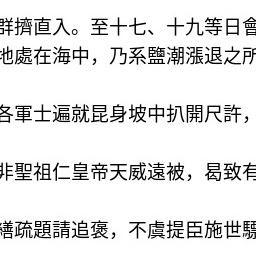 群擠直入。至十七、十九等日會
地處在海中，乃系鹽潮漲退之所
各軍士遍就昆身坡中扒開尺許，
非聖祖仁皇帝天威遠被，曷致有
繕疏題請追褒，不虞提臣施世驃